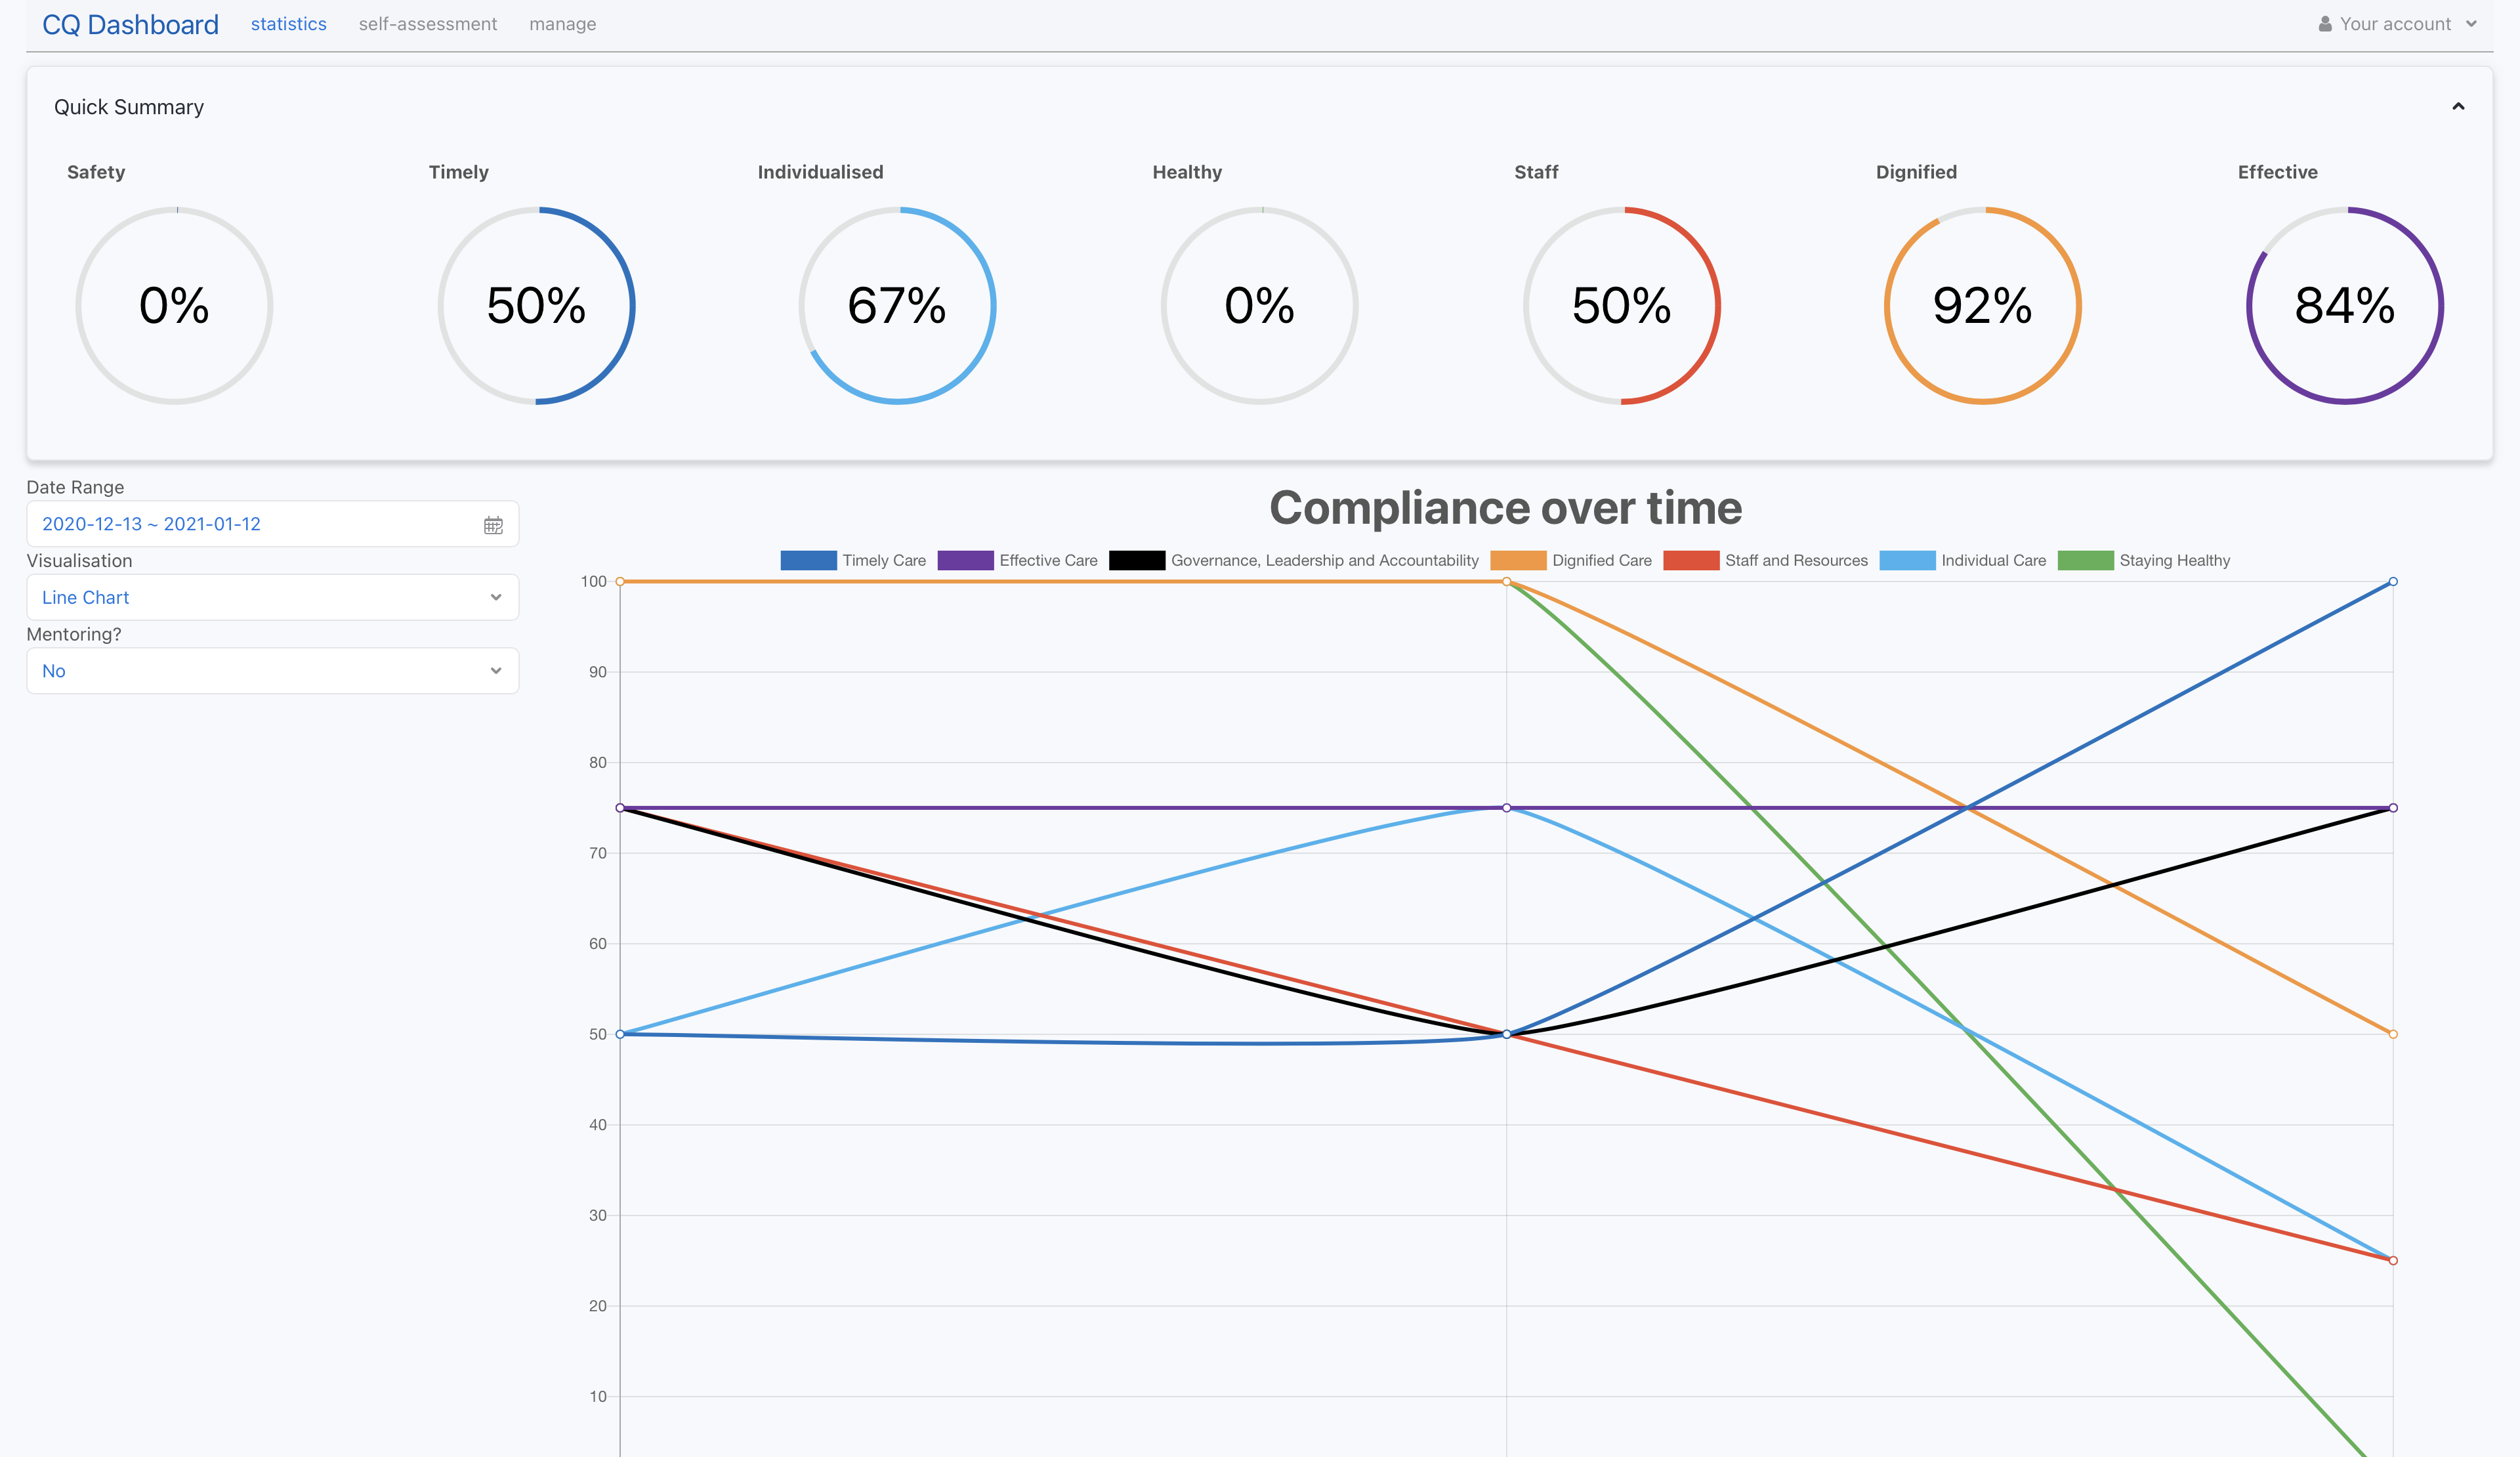 CQ Dashboard statistics self-assessment manage Your account
Quick Summary
Safety Timely Individualised Healthy Staff Dignified Effective
0% 50% 67% 0% 50% 92% 84%
Date Range
2020-12-13 ~ 2021-01-12
Visualisation
Line Chart
Mentoring?
No
Compliance over time
Timely Care Effective Care Governance, Leadership and Accountability Dignified Care Staff and Resources Individual Care Staying Healthy
100
90
80
70
60
50
40
30
20
10